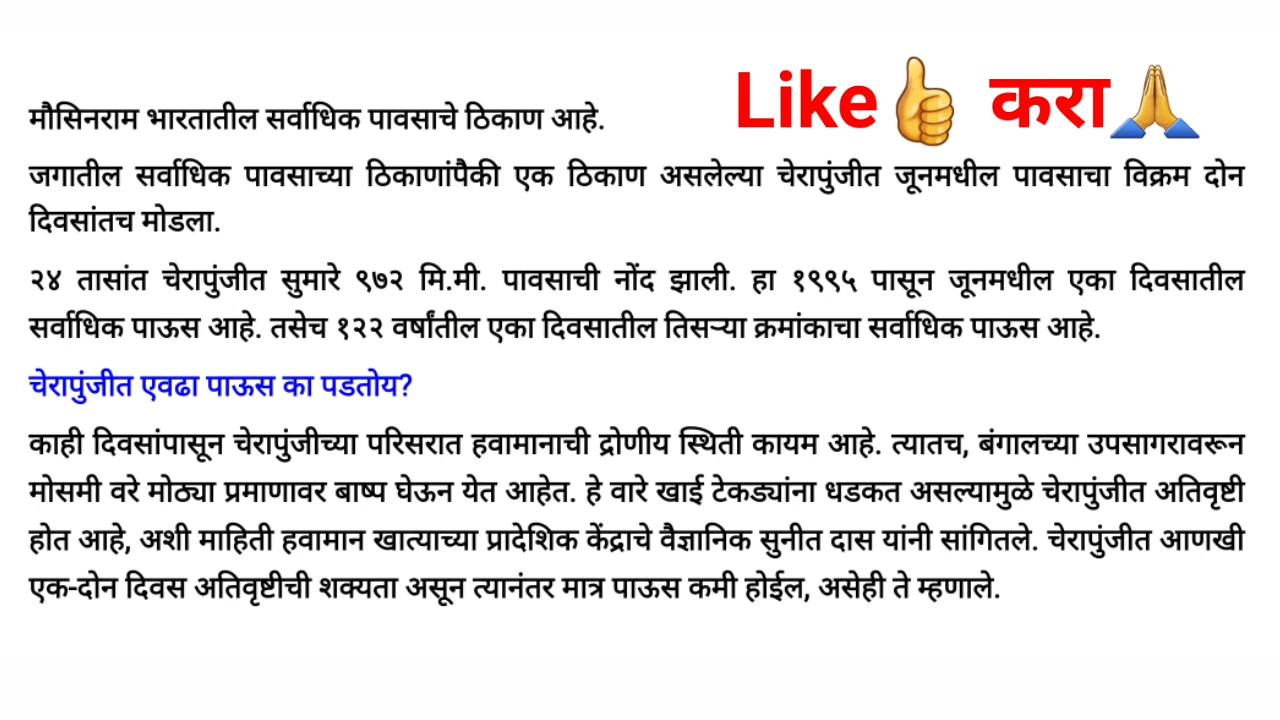 Like👍 करा🙏
मौसिनराम भारतातील सर्वाधिक पावसाचे ठिकाण आहे.
जगातील सर्वाधिक पावसाच्या ठिकाणांपैकी एक ठिकाण असलेल्या चेरापुंजीत जूनमधील पावसाचा विक्रम दोन
दिवसांतच मोडला.
२४ तासांत चेरापुंजीत सुमारे ९७२ मि.मी. पावसाची नोंद झाली. हा १९९५ पासून जूनमधील एका दिवसातील
सर्वाधिक पाऊस आहे. तसेच १२२ वर्षांतील एका दिवसातील तिसऱ्या क्रमांकाचा सर्वाधिक पाऊस आहे.
चेरापुंजीत एवढा पाऊस का पडतोय?
काही दिवसांपासून चेरापुंजीच्या परिसरात हवामानाची द्रोणीय स्थिती कायम आहे. त्यातच, बंगालच्या उपसागरावरून
मोसमी वरे मोठ्या प्रमाणावर बाष्प घेऊन येत आहेत. हे वारे खाई टेकड्यांना धडकत असल्यामुळे चेरापुंजीत अतिवृष्टी
होत आहे, अशी माहिती हवामान खात्याच्या प्रादेशिक केंद्राचे वैज्ञानिक सुनीत दास यांनी सांगितले. चेरापुंजीत आणखी
एक-दोन दिवस अतिवृष्टीची शक्यता असून त्यानंतर मात्र पाऊस कमी होईल, असेही ते म्हणाले.